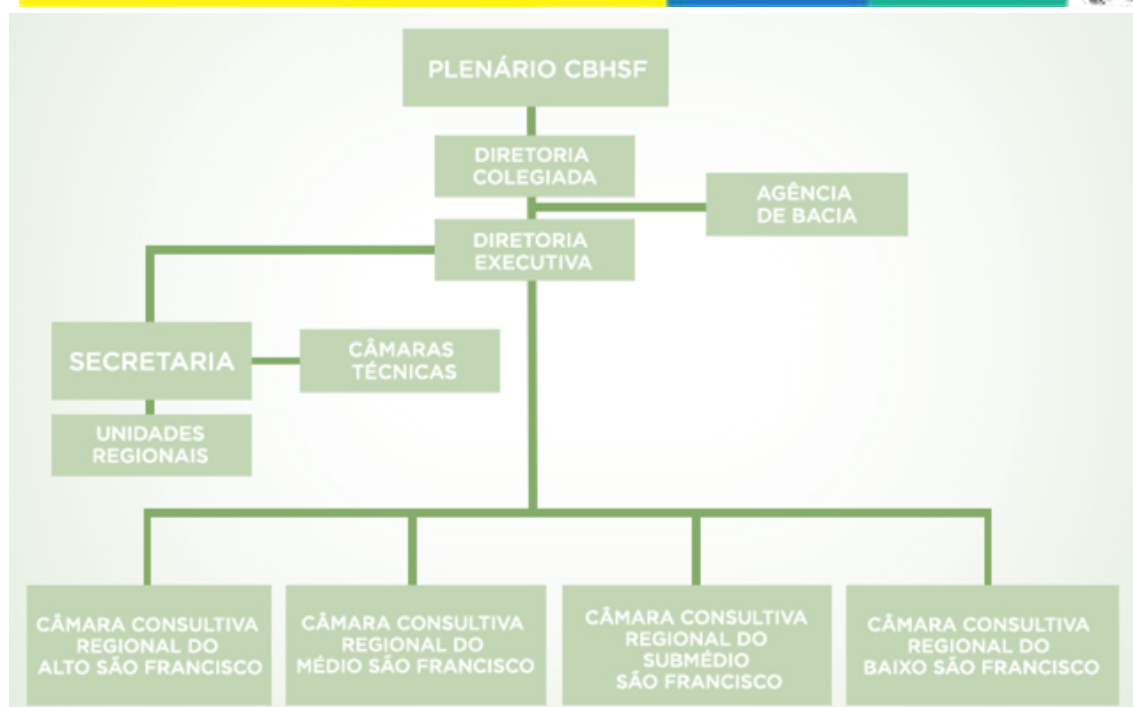 PLENÁRIO CBHSF
DIRETORIA
COLEGIADA
AGÊNCIA
DE BACIA
DIRETORIA
EXECUTIVA
SECRETARIA
CÂMARAS
TÉCNICAS
UNIDADES
REGIONAIS
CÂMARA CONSULTIVA
REGIONAL DO
ALTO SÃO FRANCISCO
CÂMARA CONSULTIVA
REGIONAL DO
MÉDIO SÃO FRANCISCO
CÂMARA CONSULTIVA
REGIONAL DO
SUBMÉDIO
SÃO FRANCISCO
CÂMARA CONSULTIVA
REGIONAL DO
BAIXO SÃO FRANCISCO